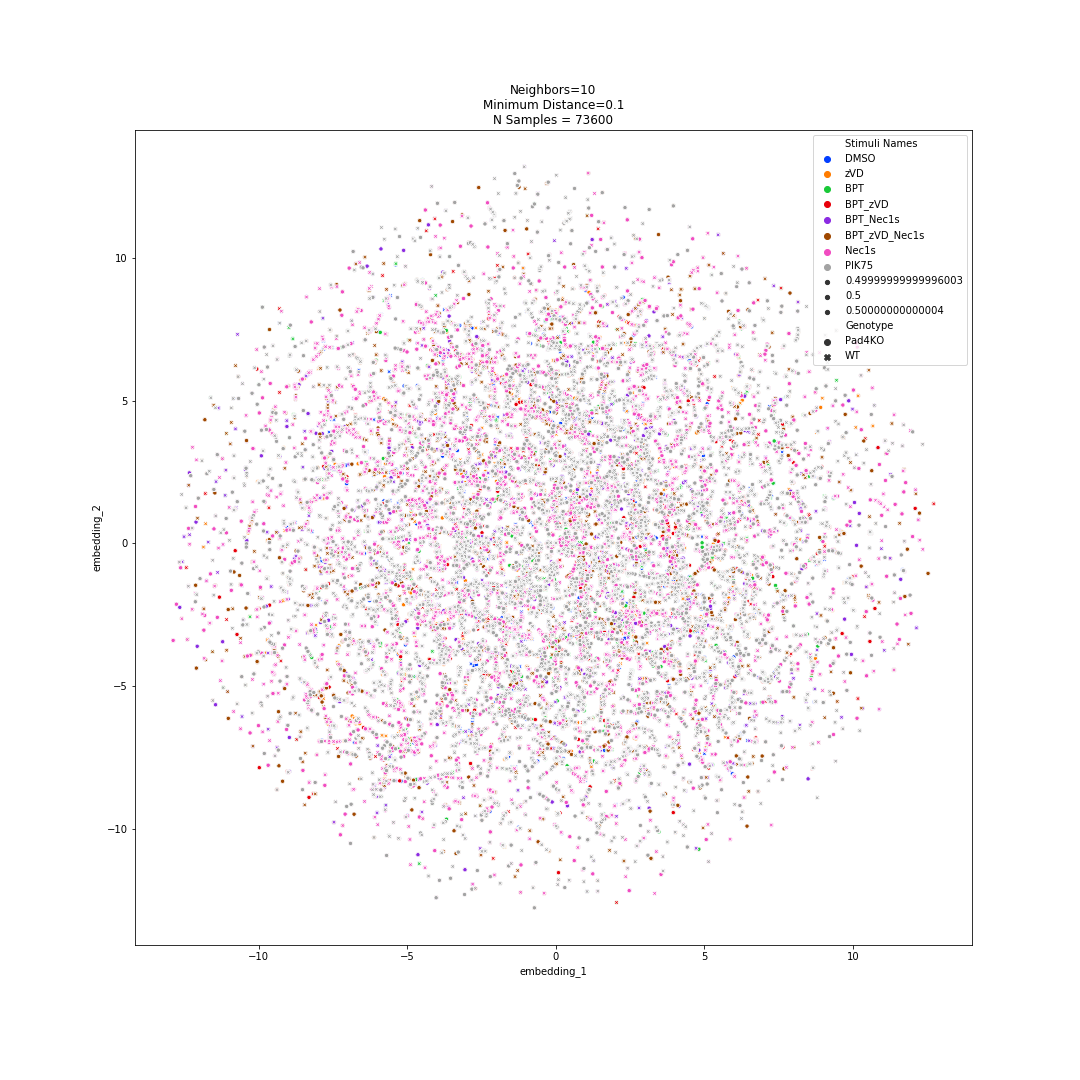 Neighbors=10
Minimum Distance=0.1
N Samples = 73600
Stimuli Names
DMSO
zVD
BPT
BPT_zVD
BPT_Nec1s
BPT_zVD_Nec1s
Nec1s
PIK75
0.49999999999996003
0.5
0.50000000000004
Genotype
Pad4KO
WT
10
5
0
−5
−10
embedding_2
−10
−5
0
5
10
embedding_1